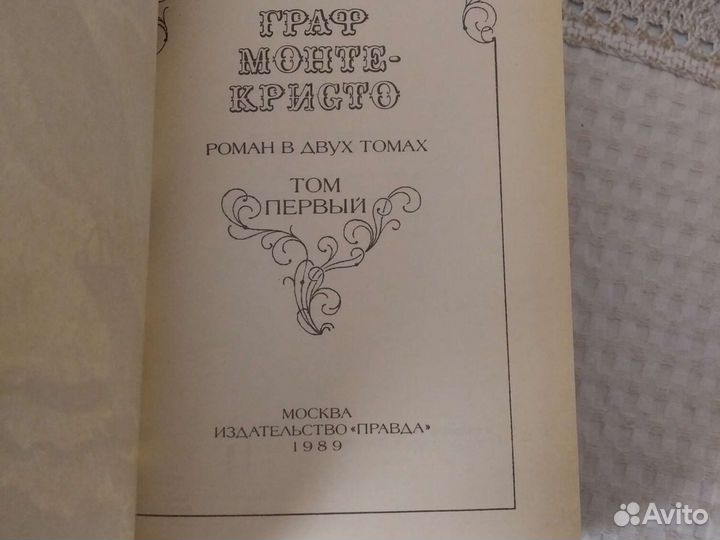 ГРАФ
МОНТЕ-
КРИСТО
РОМАН В ДВУХ ТОМАХ
ТОМ
ПЕРВЫЙ
МОСКВА
ИЗДАТЕЛЬСТВО «ПРАВДА»
1989
Avito